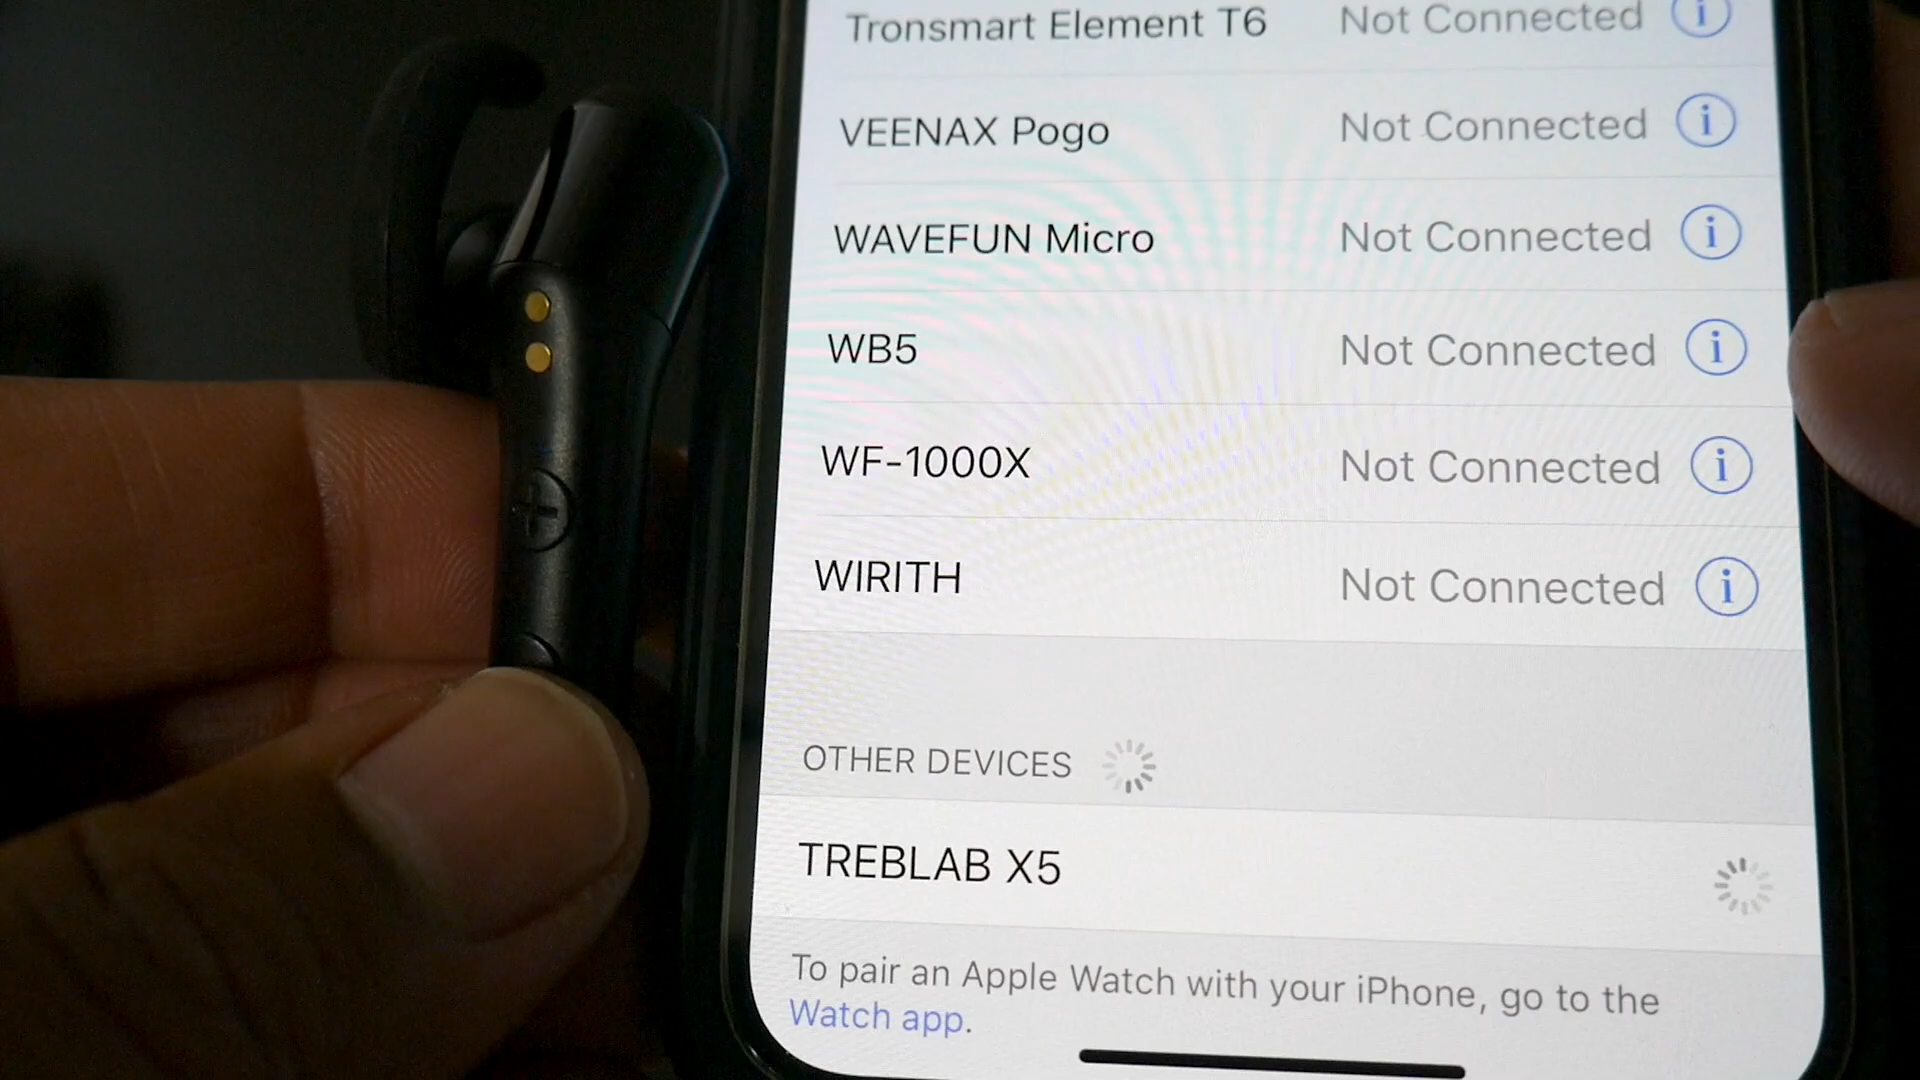 Tronsmart Element T6 Not Connected i
VEENAX Pogo Not Connected i
WAVEFUN Micro Not Connected i
WB5 Not Connected i
WF-1000X Not Connected i
WIRITH Not Connected i
OTHER DEVICES
TREBLAB X5
To pair an Apple Watch with your iPhone, go to the
Watch app.